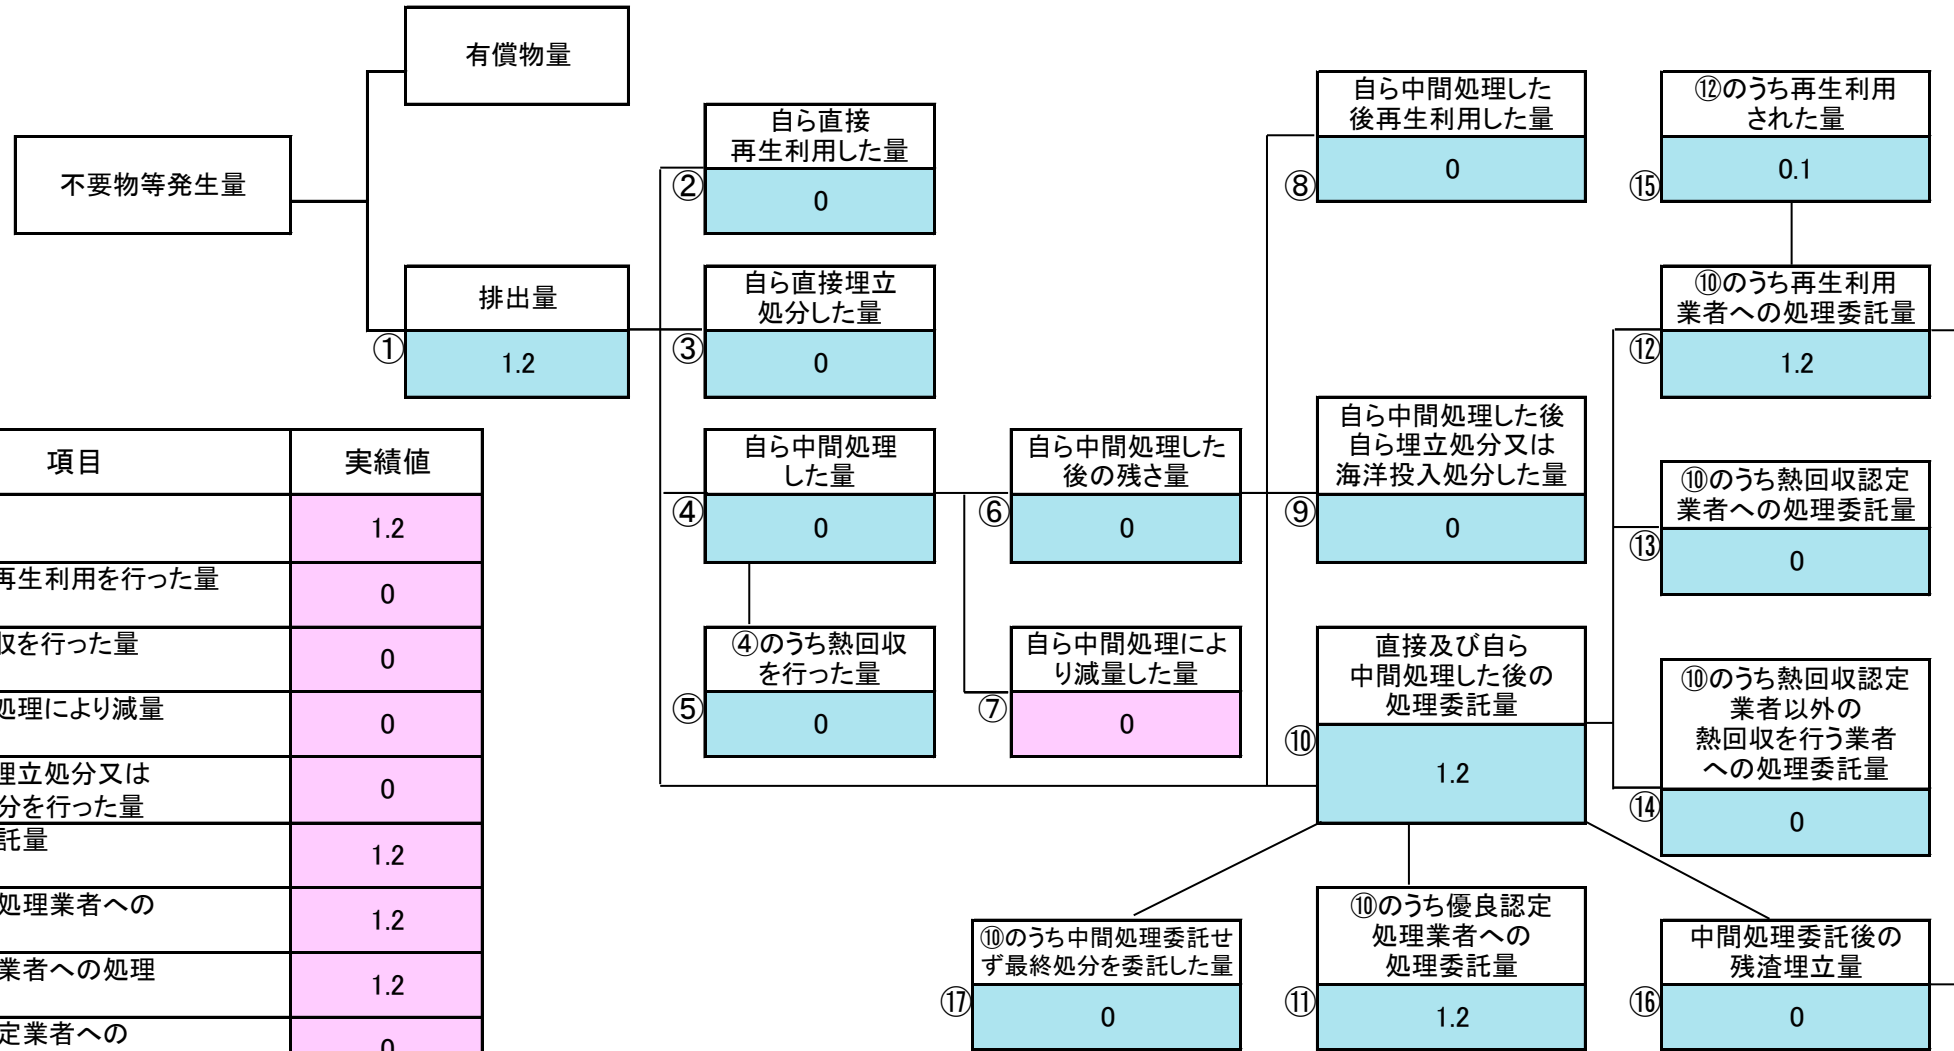 有償物量
不要物等発生量
排出量
①
1.2
自ら直接
再生利用した量
②
0
自ら直接埋立
処分した量
③
0
自ら中間処理
した量
④
0
④のうち熱回収
を行った量
⑤
0
自ら中間処理した
後の残さ量
⑥
0
自ら中間処理によ
り減量した量
⑦
0
自ら中間処理した
後再生利用した量
⑧
0
自ら中間処理した後
自ら埋立処分又は
海洋投入処分した量
⑨
0
直接及び自ら
中間処理した後の
処理委託量
⑩
1.2
⑫のうち再生利用
された量
⑮
0.1
⑩のうち再生利用
業者への処理委託量
⑫
1.2
⑩のうち熱回収認定
業者への処理委託量
⑬
0
⑩のうち熱回収認定
業者以外の
熱回収を行う業者
への処理委託量
⑭
0
⑩のうち中間処理委託せ
ず最終処分を委託した量
⑰
0
⑩のうち優良認定
処理業者への
処理委託量
⑪
1.2
中間処理委託後の
残渣埋立量
⑯
0
項目
実績値
1.2
再生利用を行った量
0
収を行った量
0
処理により減量
0
埋立処分又は
分を行った量
0
託量
1.2
処理業者への
1.2
業者への処理
1.2
定業者への
0